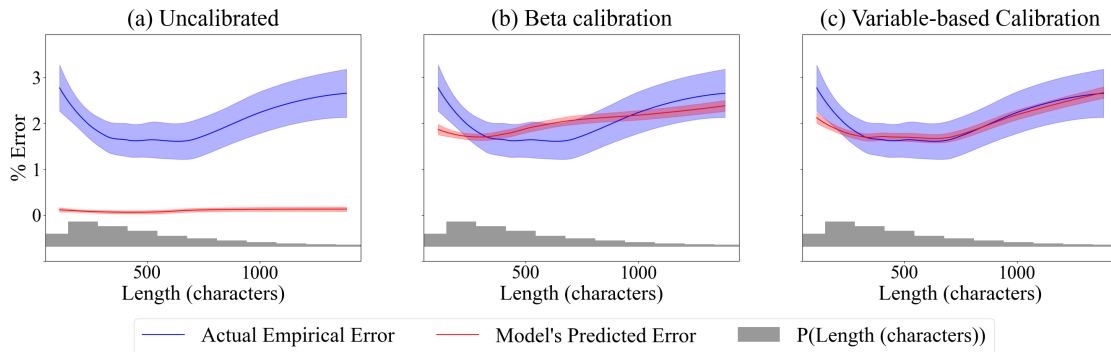 (a) Uncalibrated
(b) Beta calibration
(c) Variable-based Calibration
% Error
3
2
1
0
500
1000
500
1000
500
1000
Length (characters)
Length (characters)
Length (characters)
Actual Empirical Error
Model's Predicted Error
P(Length (characters))